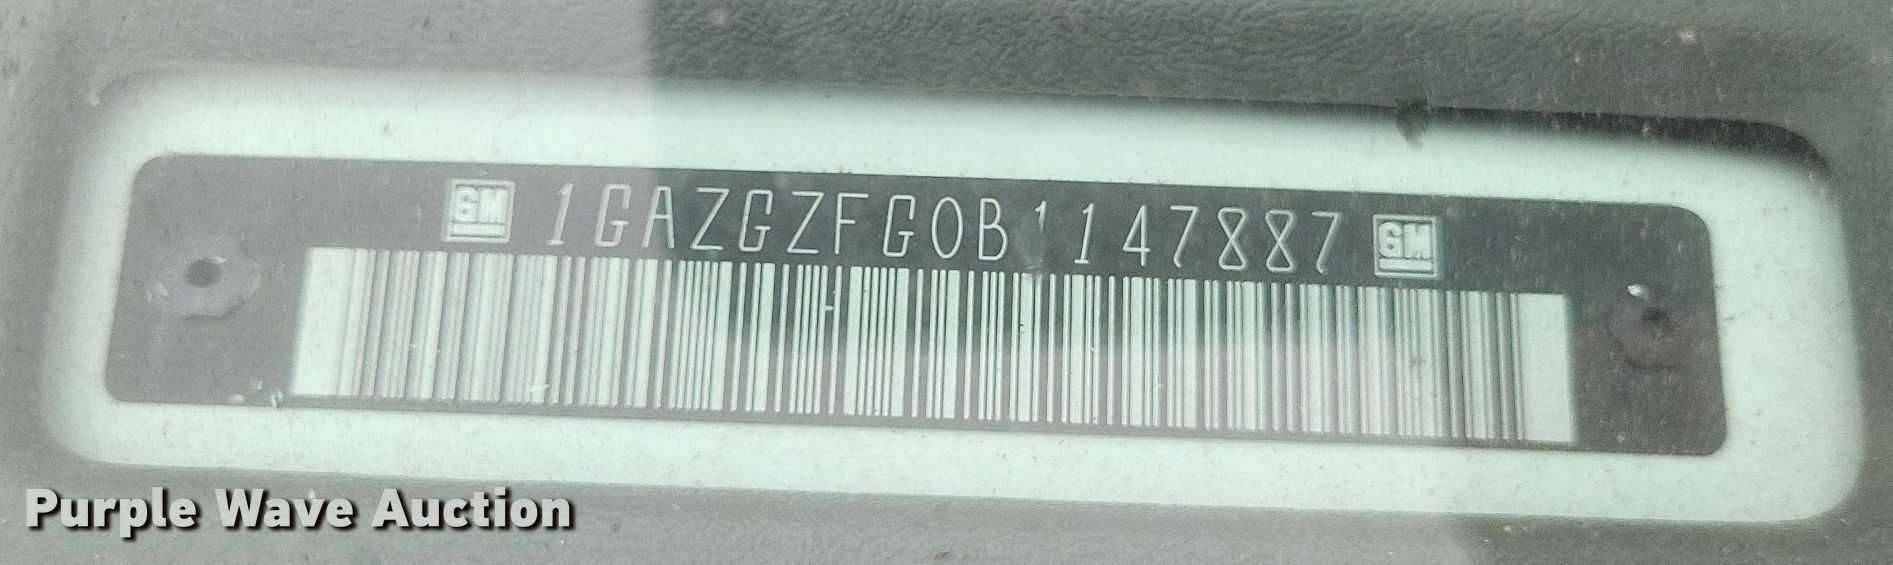 GM 1GAZGZFG0B1147887 GM
Purple Wave Auction